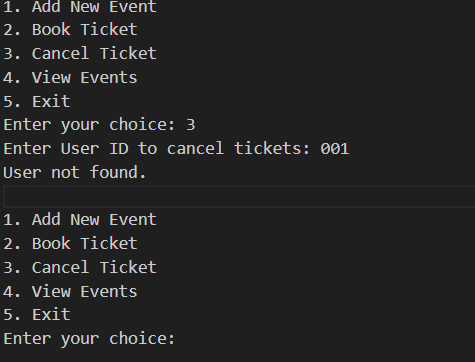 1. Add New Event
2. Book Ticket
3. Cancel Ticket
4. View Events
5. Exit
Enter your choice: 3
Enter User ID to cancel tickets: 001
User not found.
1. Add New Event
2. Book Ticket
3. Cancel Ticket
4. View Events
5. Exit
Enter your choice: